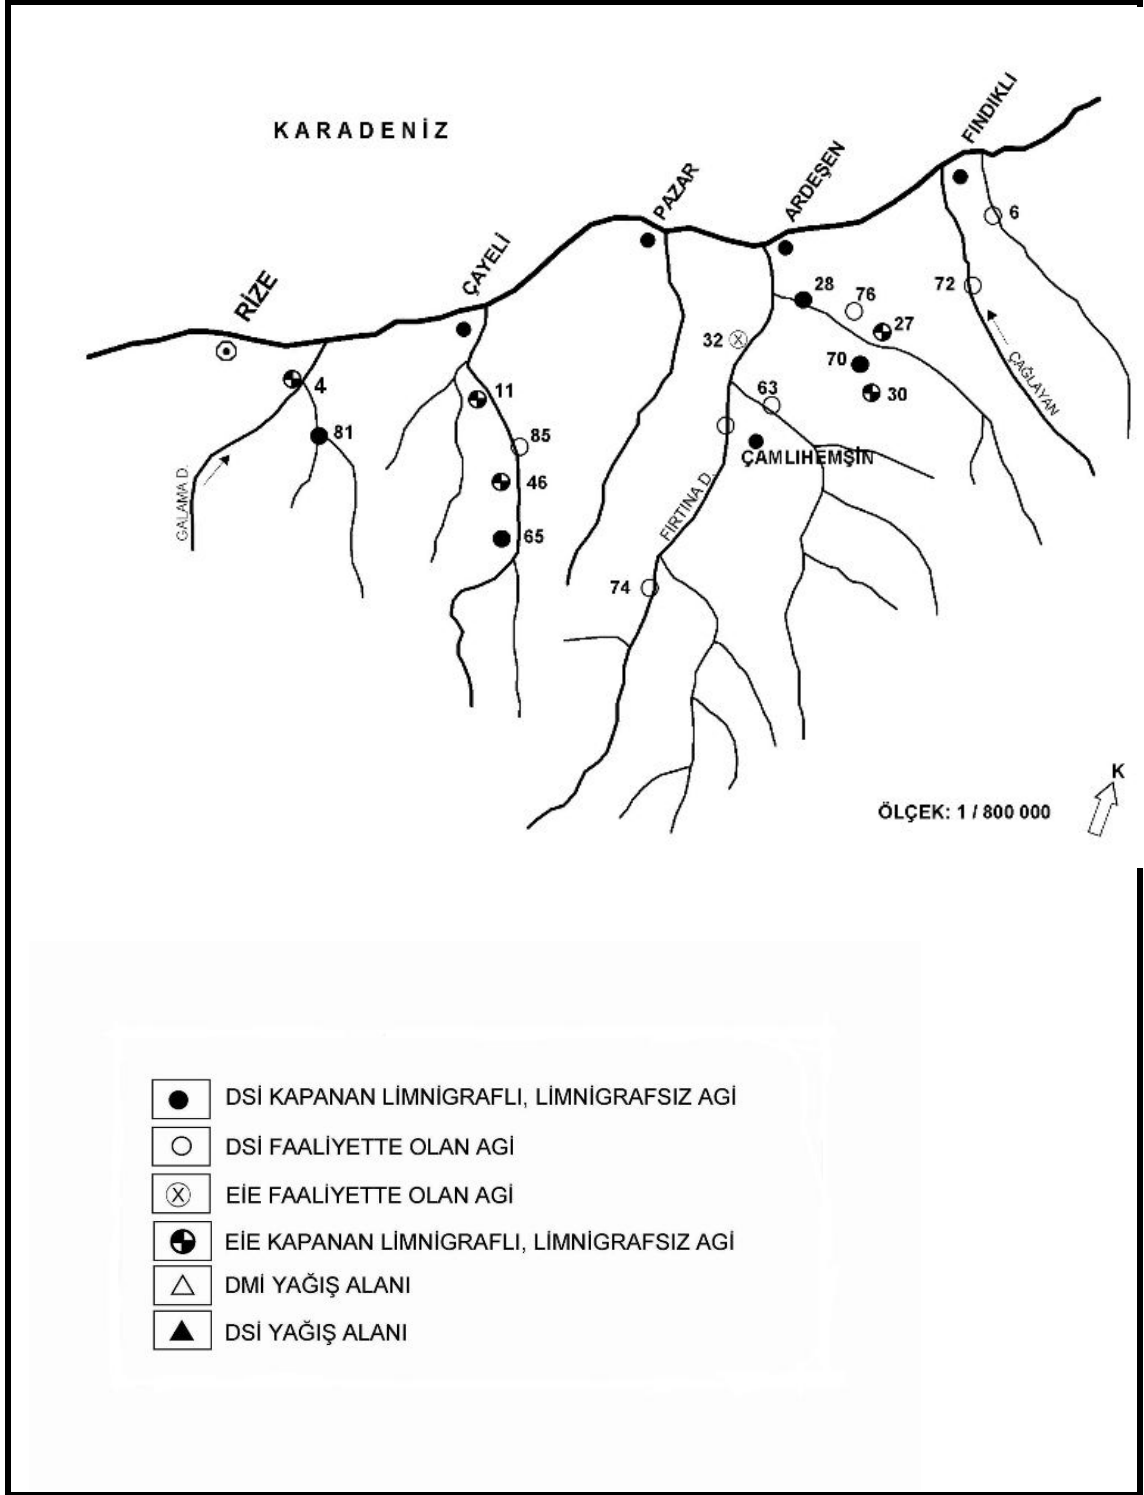 KARADENİZ
FINDIKLI
ARDEŞEN
PAZAR
ÇAYELİ
RİZE
6
72
28
76
27
32
70
30
63
4
11
81
85
46
65
74
ÇAĞLAYAN
ÇAMLIHEMŞİN
GALAMA D.
FIRTINA D.
K
ÖLÇEK: 1 / 800 000
DSİ KAPANAN LİMNİGRAFLI, LİMNİGRAFSIZ AGİ
DSİ FAALİYETTE OLAN AGİ
EİE FAALİYETTE OLAN AGİ
EİE KAPANAN LİMNİGRAFLI, LİMNİGRAFSIZ AGİ
DMİ YAĞIŞ ALANI
DSİ YAĞIŞ ALANI